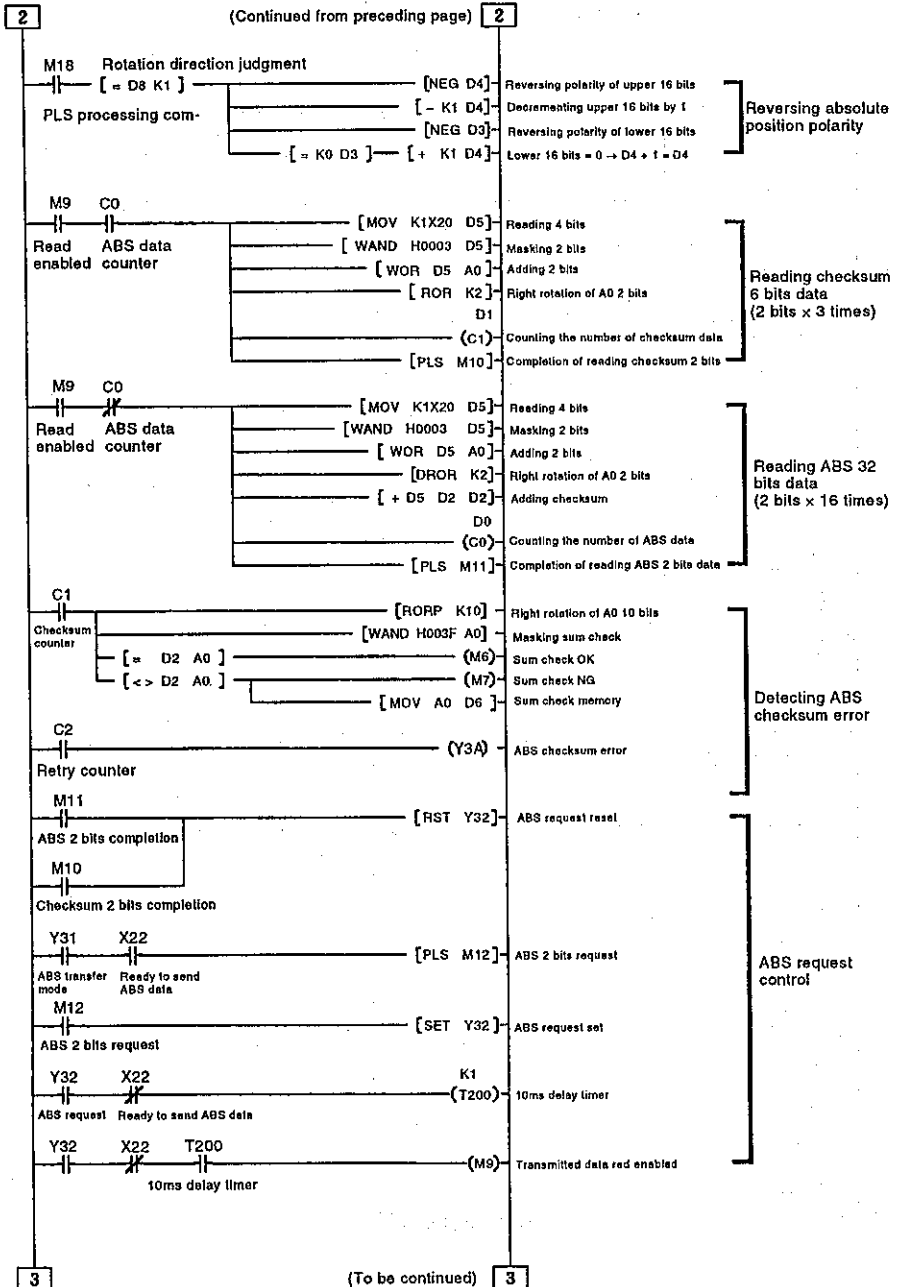 2 (Continued from preceding page) 2
M18 Rotation direction judgment
[ = D8 K1 ] [NEG D4] Reversing polarity of upper 16 bits
PLS processing com- [ - K1 D4] Decrementing upper 16 bits by 1
[NEG D3] Reversing polarity of lower 16 bits
[ = K0 D3 ] [ + K1 D4] Lower 16 bits = 0 → D4 + 1 = D4
Reversing absolute
position polarity
M9 C0
Read enabled ABS data counter
[MOV K1X20 D5] Reading 4 bits
[ WAND H0003 D5] Masking 2 bits
[ WOR D5 A0 ] Adding 2 bits
[ ROR K2 ] Right rotation of A0 2 bits
D1
(C1) Counting the number of checksum data
[PLS M10] Completion of reading checksum 2 bits
Reading checksum
6 bits data
(2 bits x 3 times)
M9 C0
Read enabled ABS data counter
[MOV K1X20 D5] Reading 4 bits
[WAND H0003 D5] Masking 2 bits
[ WOR D5 A0 ] Adding 2 bits
[DROR K2 ] Right rotation of A0 2 bits
[ + D5 D2 D2] Adding checksum
D0
(C0) Counting the number of ABS data
[PLS M11] Completion of reading ABS 2 bits data
Reading ABS 32
bits data
(2 bits x 16 times)
C1
Checksum counter
[RORP K10] Right rotation of A0 10 bits
[WAND H003F A0] Masking sum check
[ = D2 A0 ] (M6) Sum check OK
[ < > D2 A0 ] (M7) Sum check NG
[ MOV A0 D6 ] Sum check memory
Detecting ABS
checksum error
C2
(Y3A) ABS checksum error
Retry counter
M11
[RST Y32] ABS request reset
ABS 2 bits completion
M10
Checksum 2 bits completion
Y31 X22
[PLS M12] ABS 2 bits request
ABS transfer mode Ready to send ABS data
ABS request
control
M12
[SET Y32] ABS request set
ABS 2 bits request
Y32 X22 K1
(T200) 10ms delay timer
ABS request Ready to send ABS data
Y32 X22 T200
(M9) Transmitted data red enabled
10ms delay timer
3 (To be continued) 3